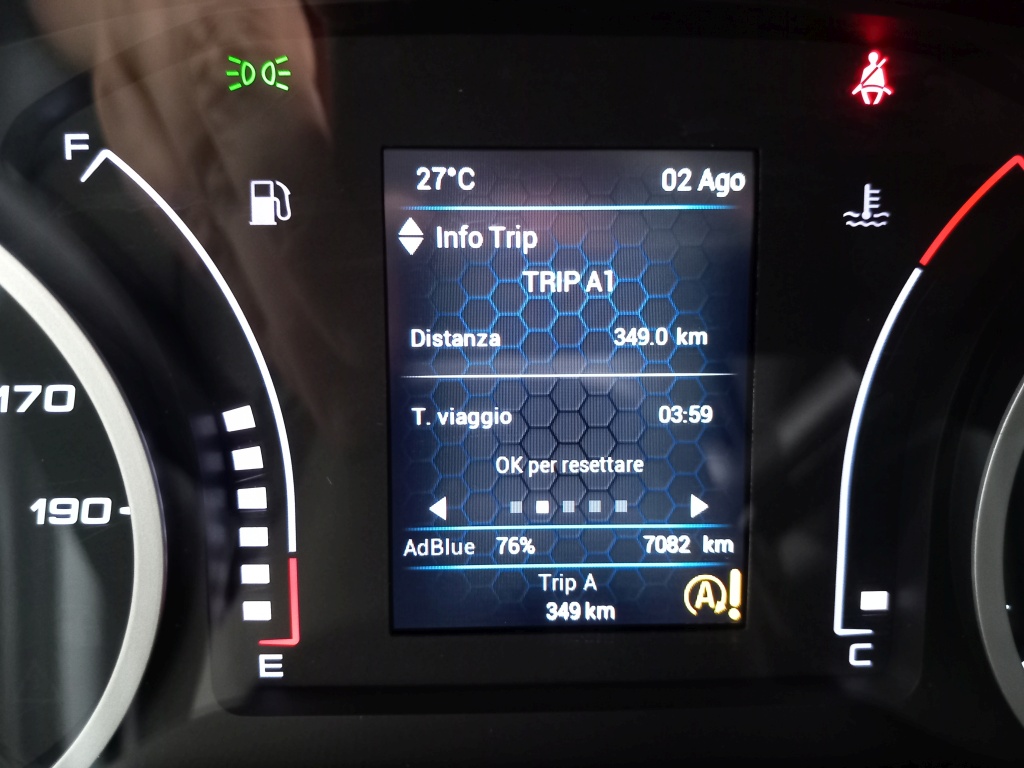 F
27°C 02 Ago
Info Trip
TRIP A1
Distanza 349.0 km
170
T. viaggio 03:59
OK per resettare
190
AdBlue 76% 7082 km
Trip A
349 km
A !
E
C